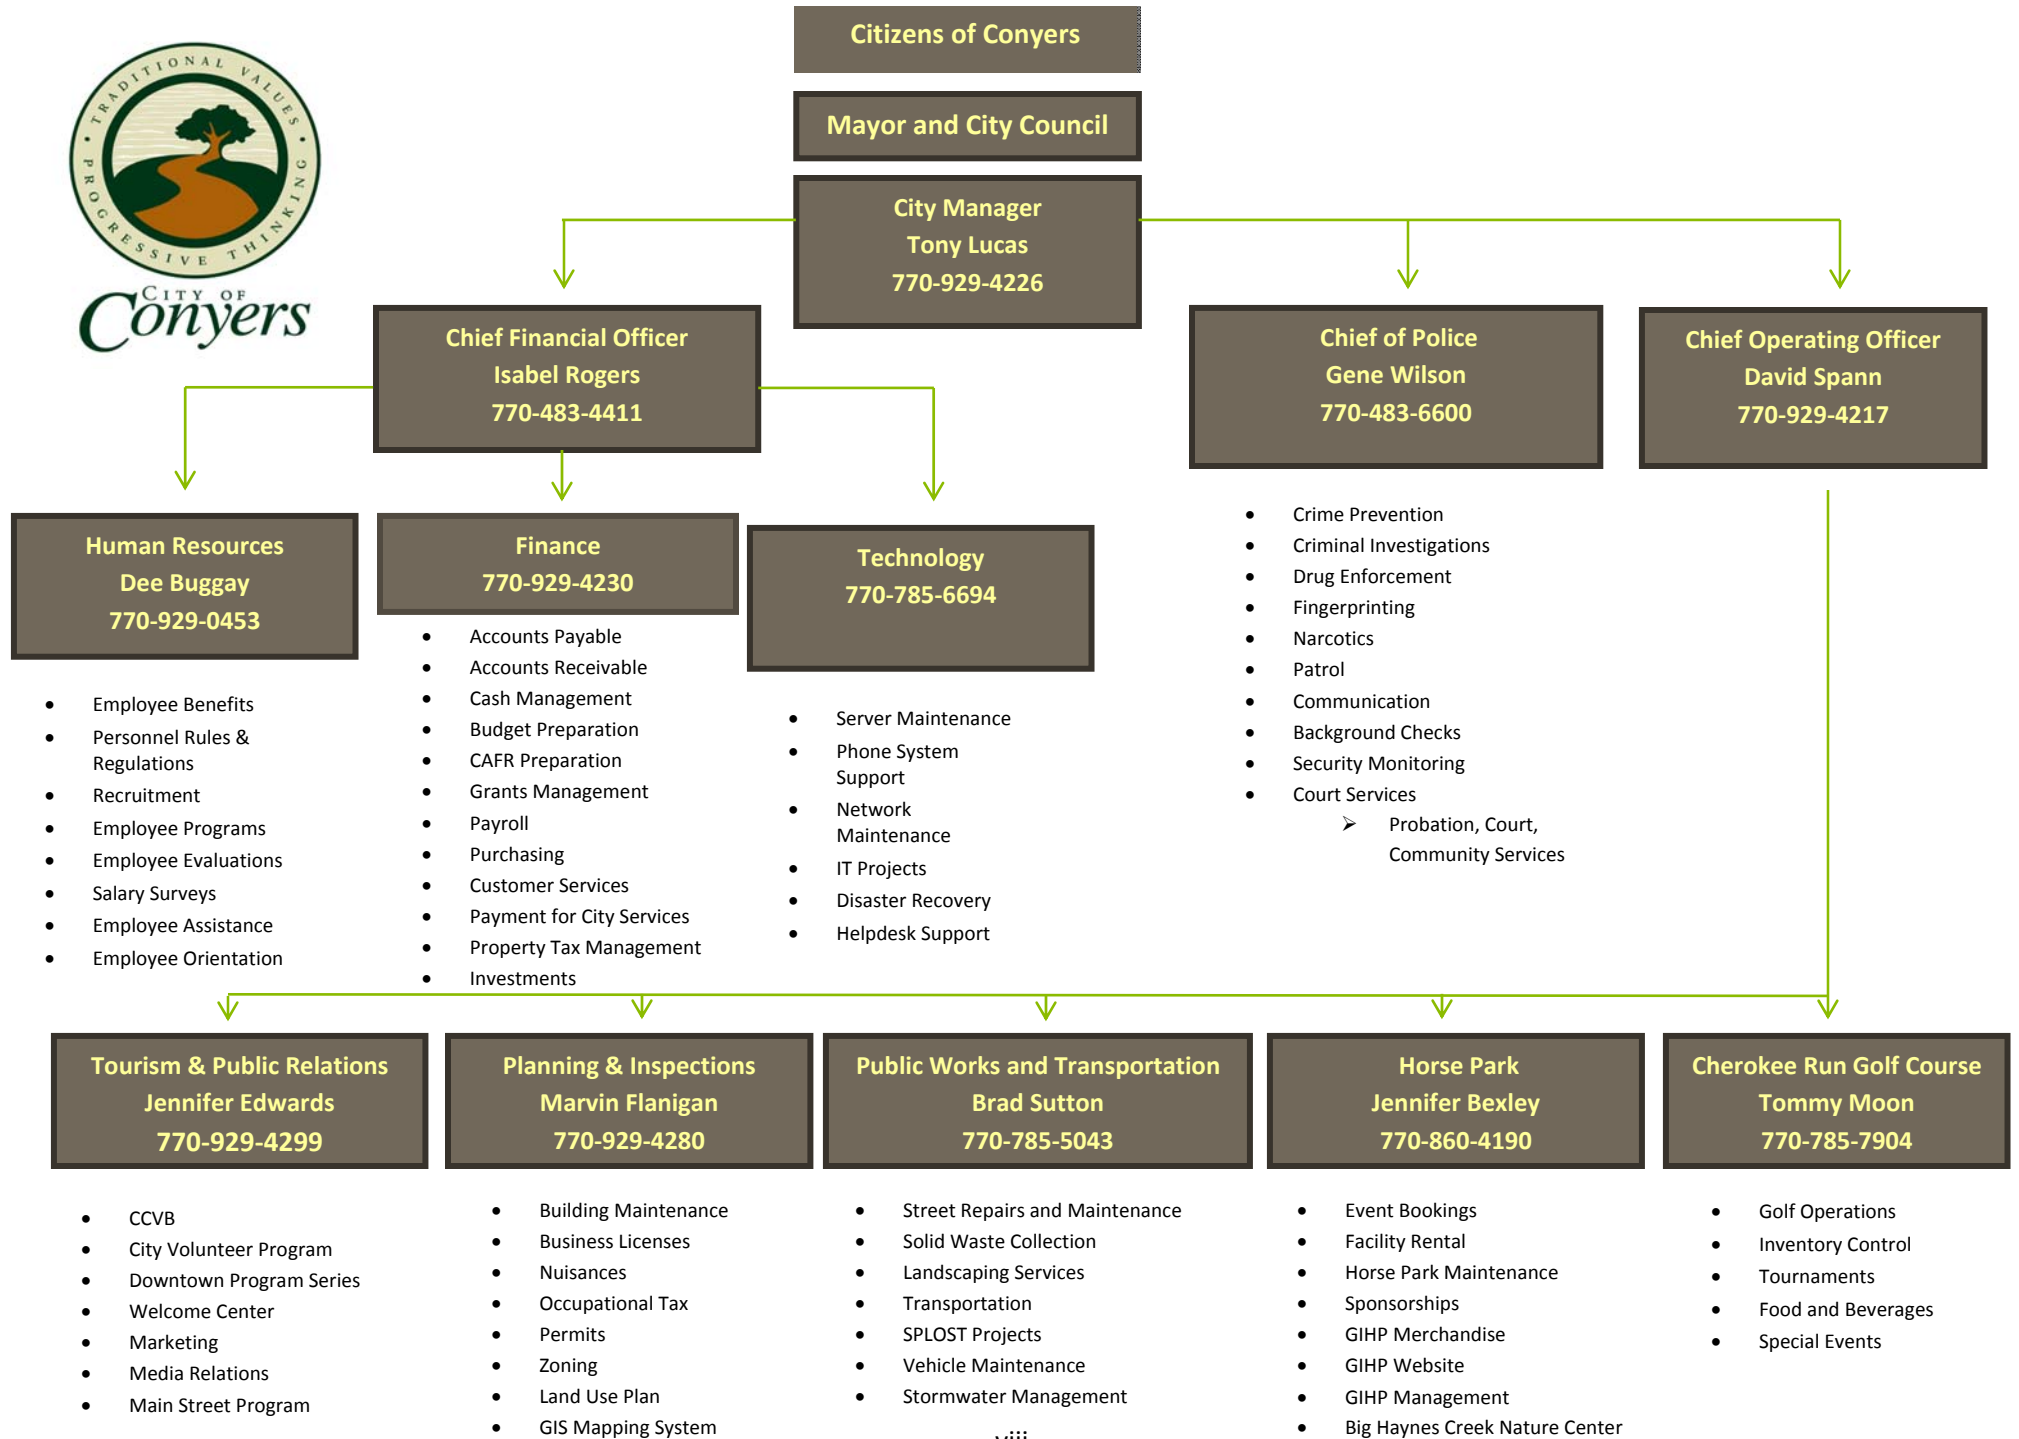 Citizens of Conyers
Mayor and City Council
City Manager
Tony Lucas
770-929-4226
TRADITIONAL VALUES
PROGRESSIVE THINKING
CITY OF
Conyers
Chief Financial Officer
Isabel Rogers
770-483-4411
Chief of Police
Gene Wilson
770-483-6600
Chief Operating Officer
David Spann
770-929-4217
Human Resources
Dee Buggay
770-929-0453
• Employee Benefits
• Personnel Rules &
Regulations
• Recruitment
• Employee Programs
• Employee Evaluations
• Salary Surveys
• Employee Assistance
• Employee Orientation
Finance
770-929-4230
• Accounts Payable
• Accounts Receivable
• Cash Management
• Budget Preparation
• CAFR Preparation
• Grants Management
• Payroll
• Purchasing
• Customer Services
• Payment for City Services
• Property Tax Management
• Investments
Technology
770-785-6694
• Server Maintenance
• Phone System
Support
• Network
Maintenance
• IT Projects
• Disaster Recovery
• Helpdesk Support
• Crime Prevention
• Criminal Investigations
• Drug Enforcement
• Fingerprinting
• Narcotics
• Patrol
• Communication
• Background Checks
• Security Monitoring
• Court Services
➢ Probation, Court,
Community Services
Tourism & Public Relations
Jennifer Edwards
770-929-4299
• CCVB
• City Volunteer Program
• Downtown Program Series
• Welcome Center
• Marketing
• Media Relations
• Main Street Program
Planning & Inspections
Marvin Flanigan
770-929-4280
• Building Maintenance
• Business Licenses
• Nuisances
• Occupational Tax
• Permits
• Zoning
• Land Use Plan
• GIS Mapping System
Public Works and Transportation
Brad Sutton
770-785-5043
• Street Repairs and Maintenance
• Solid Waste Collection
• Landscaping Services
• Transportation
• SPLOST Projects
• Vehicle Maintenance
• Stormwater Management
Horse Park
Jennifer Bexley
770-860-4190
• Event Bookings
• Facility Rental
• Horse Park Maintenance
• Sponsorships
• GIHP Merchandise
• GIHP Website
• GIHP Management
• Big Haynes Creek Nature Center
Cherokee Run Golf Course
Tommy Moon
770-785-7904
• Golf Operations
• Inventory Control
• Tournaments
• Food and Beverages
• Special Events
viii